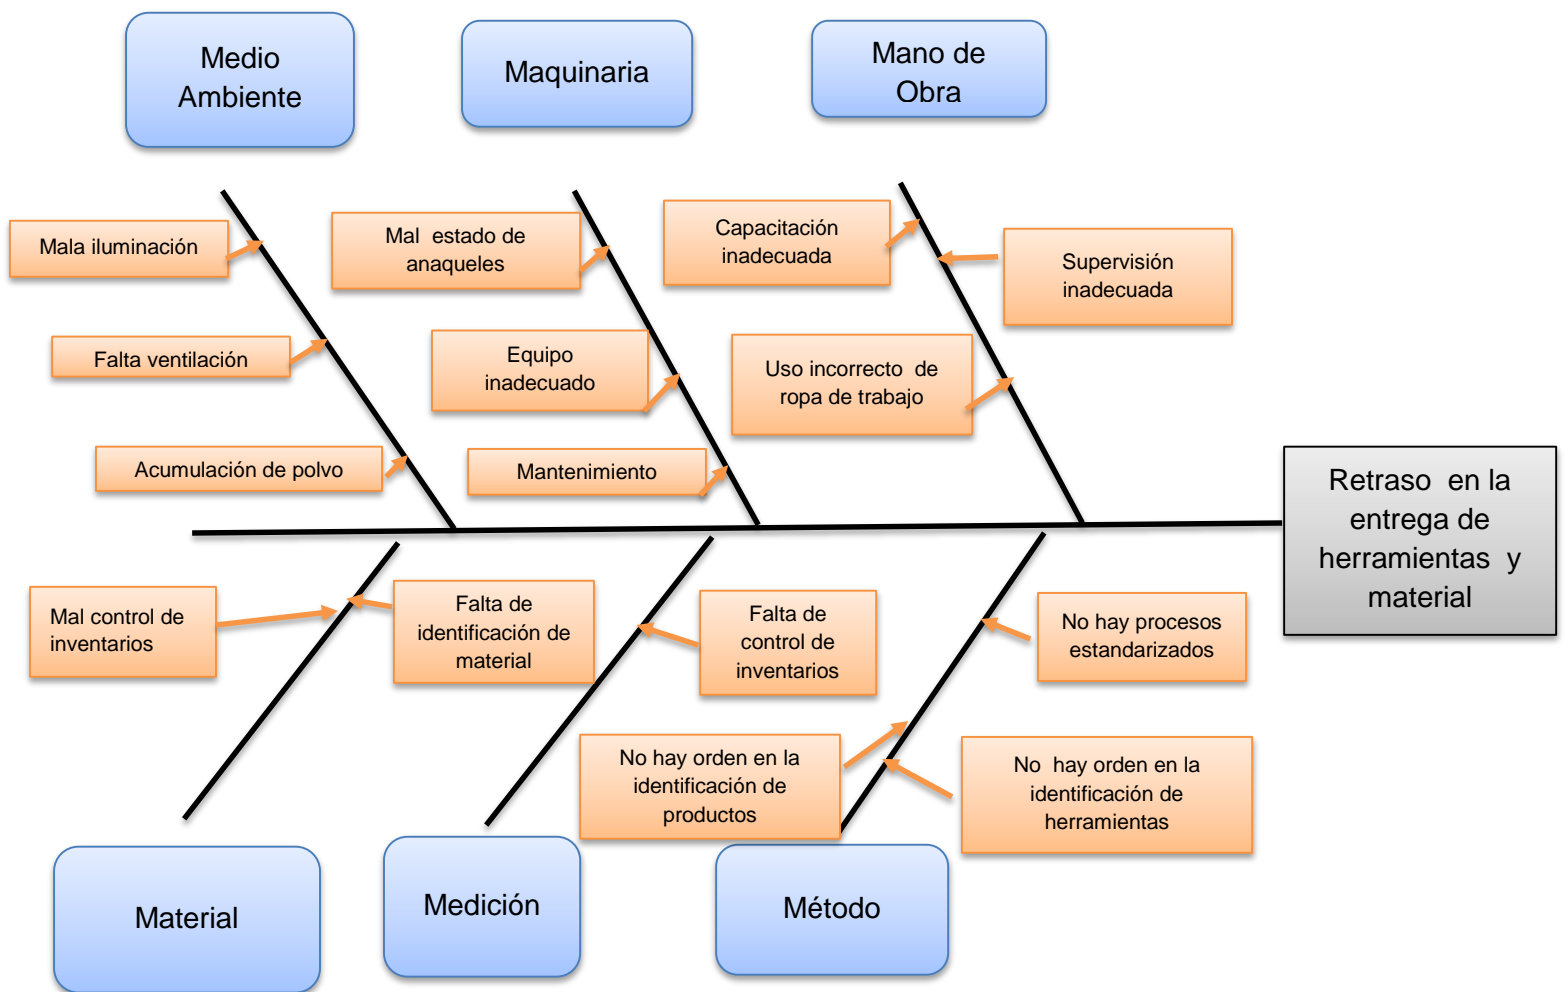 Medio
Ambiente
Maquinaria
Mano de
Obra
Mala iluminación
Falta ventilación
Acumulación de polvo
Mal estado de
anaqueles
Equipo
inadecuado
Mantenimiento
Capacitación
inadecuada
Supervisión
inadecuada
Uso incorrecto de
ropa de trabajo
Retraso en la
entrega de
herramientas y
material
Mal control de
inventarios
Falta de
identificación de
material
Falta de
control de
inventarios
No hay procesos
estandarizados
No hay orden en la
identificación de
productos
No hay orden en la
identificación de
herramientas
Material
Medición
Método